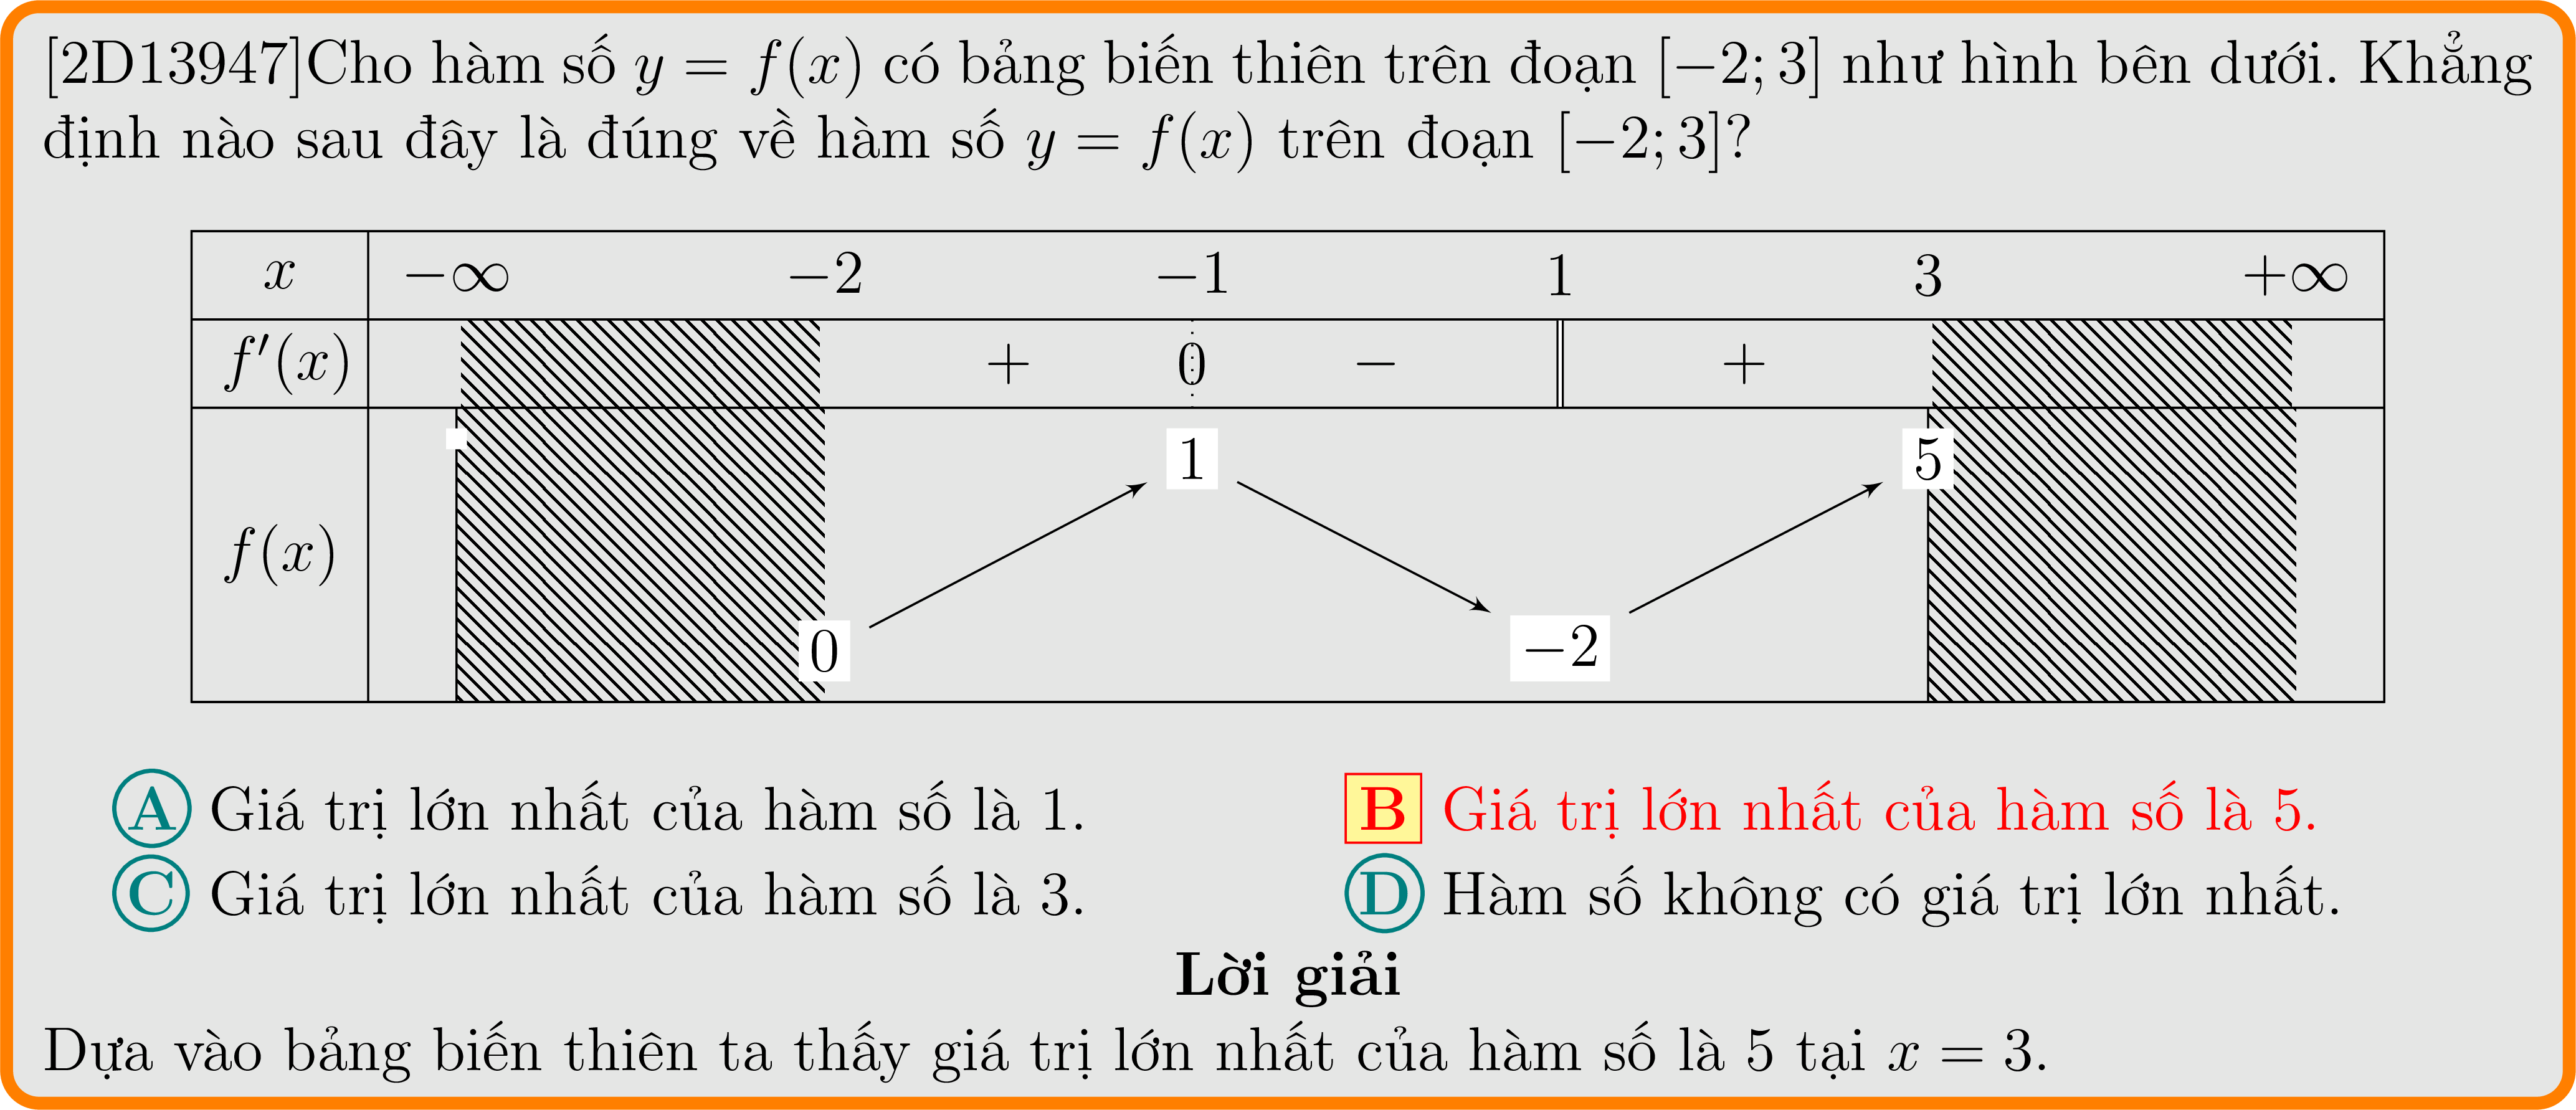 [2D13947]Cho hàm số y = f(x) có bảng biến thiên trên đoạn [−2; 3] như hình bên dưới. Khẳng
định nào sau đây là đúng về hàm số y = f(x) trên đoạn [−2; 3]?
x −∞ −2 −1 1 3 +∞
f′(x) + 0 − +
1 5
f(x)
0 −2
A Giá trị lớn nhất của hàm số là 1. B Giá trị lớn nhất của hàm số là 5.
C Giá trị lớn nhất của hàm số là 3. D Hàm số không có giá trị lớn nhất.
Lời giải
Dựa vào bảng biến thiên ta thấy giá trị lớn nhất của hàm số là 5 tại x = 3.